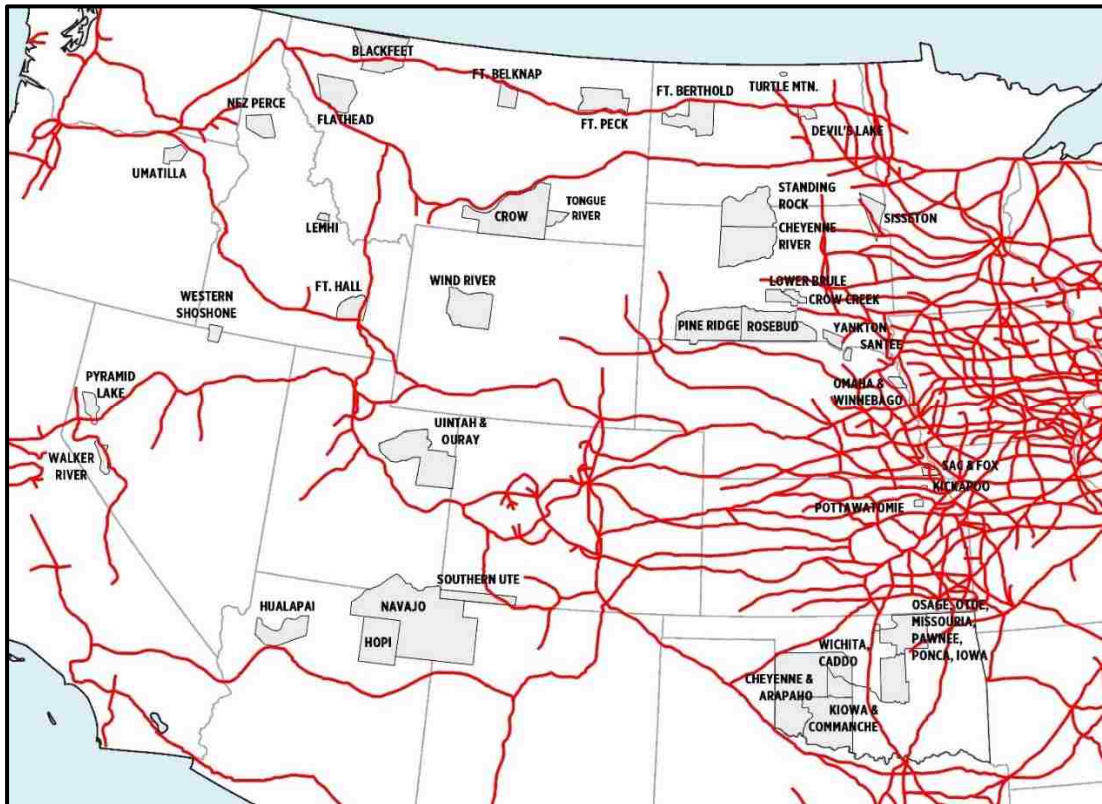 BLACKFEET
FT. BELKNAP
NEZ PERCE
FLATHEAD
FT. PECK
FT. BERTHOLD
TURTLE MTN.
DEVIL'S LAKE
UMATILLA
LEMHI
CROW
TONGUE
RIVER
STANDING
ROCK
CHEYENNE
RIVER
SISSETON
WESTERN
SHOSHONE
FT. HALL
WIND RIVER
LOWER BRULE
CROW CREEK
PINE RIDGE
ROSEBUD
YANKTON
SANTEE
OMAHA &
WINNEBAGO
PYRAMID
LAKE
WALKER
RIVER
UINTAH &
OURAY
SAC & FOX
KICKAPOO
POTTAWATOMIE
SOUTHERN UTE
HUALAPAI
NAVAJO
HOPI
OSAGE, OTOE,
MISSOURIA,
PAWNEE,
PONCA, IOWA
WICHITA,
CADDO
CHEYENNE &
ARAPAHO
KIOWA &
COMMANCHE